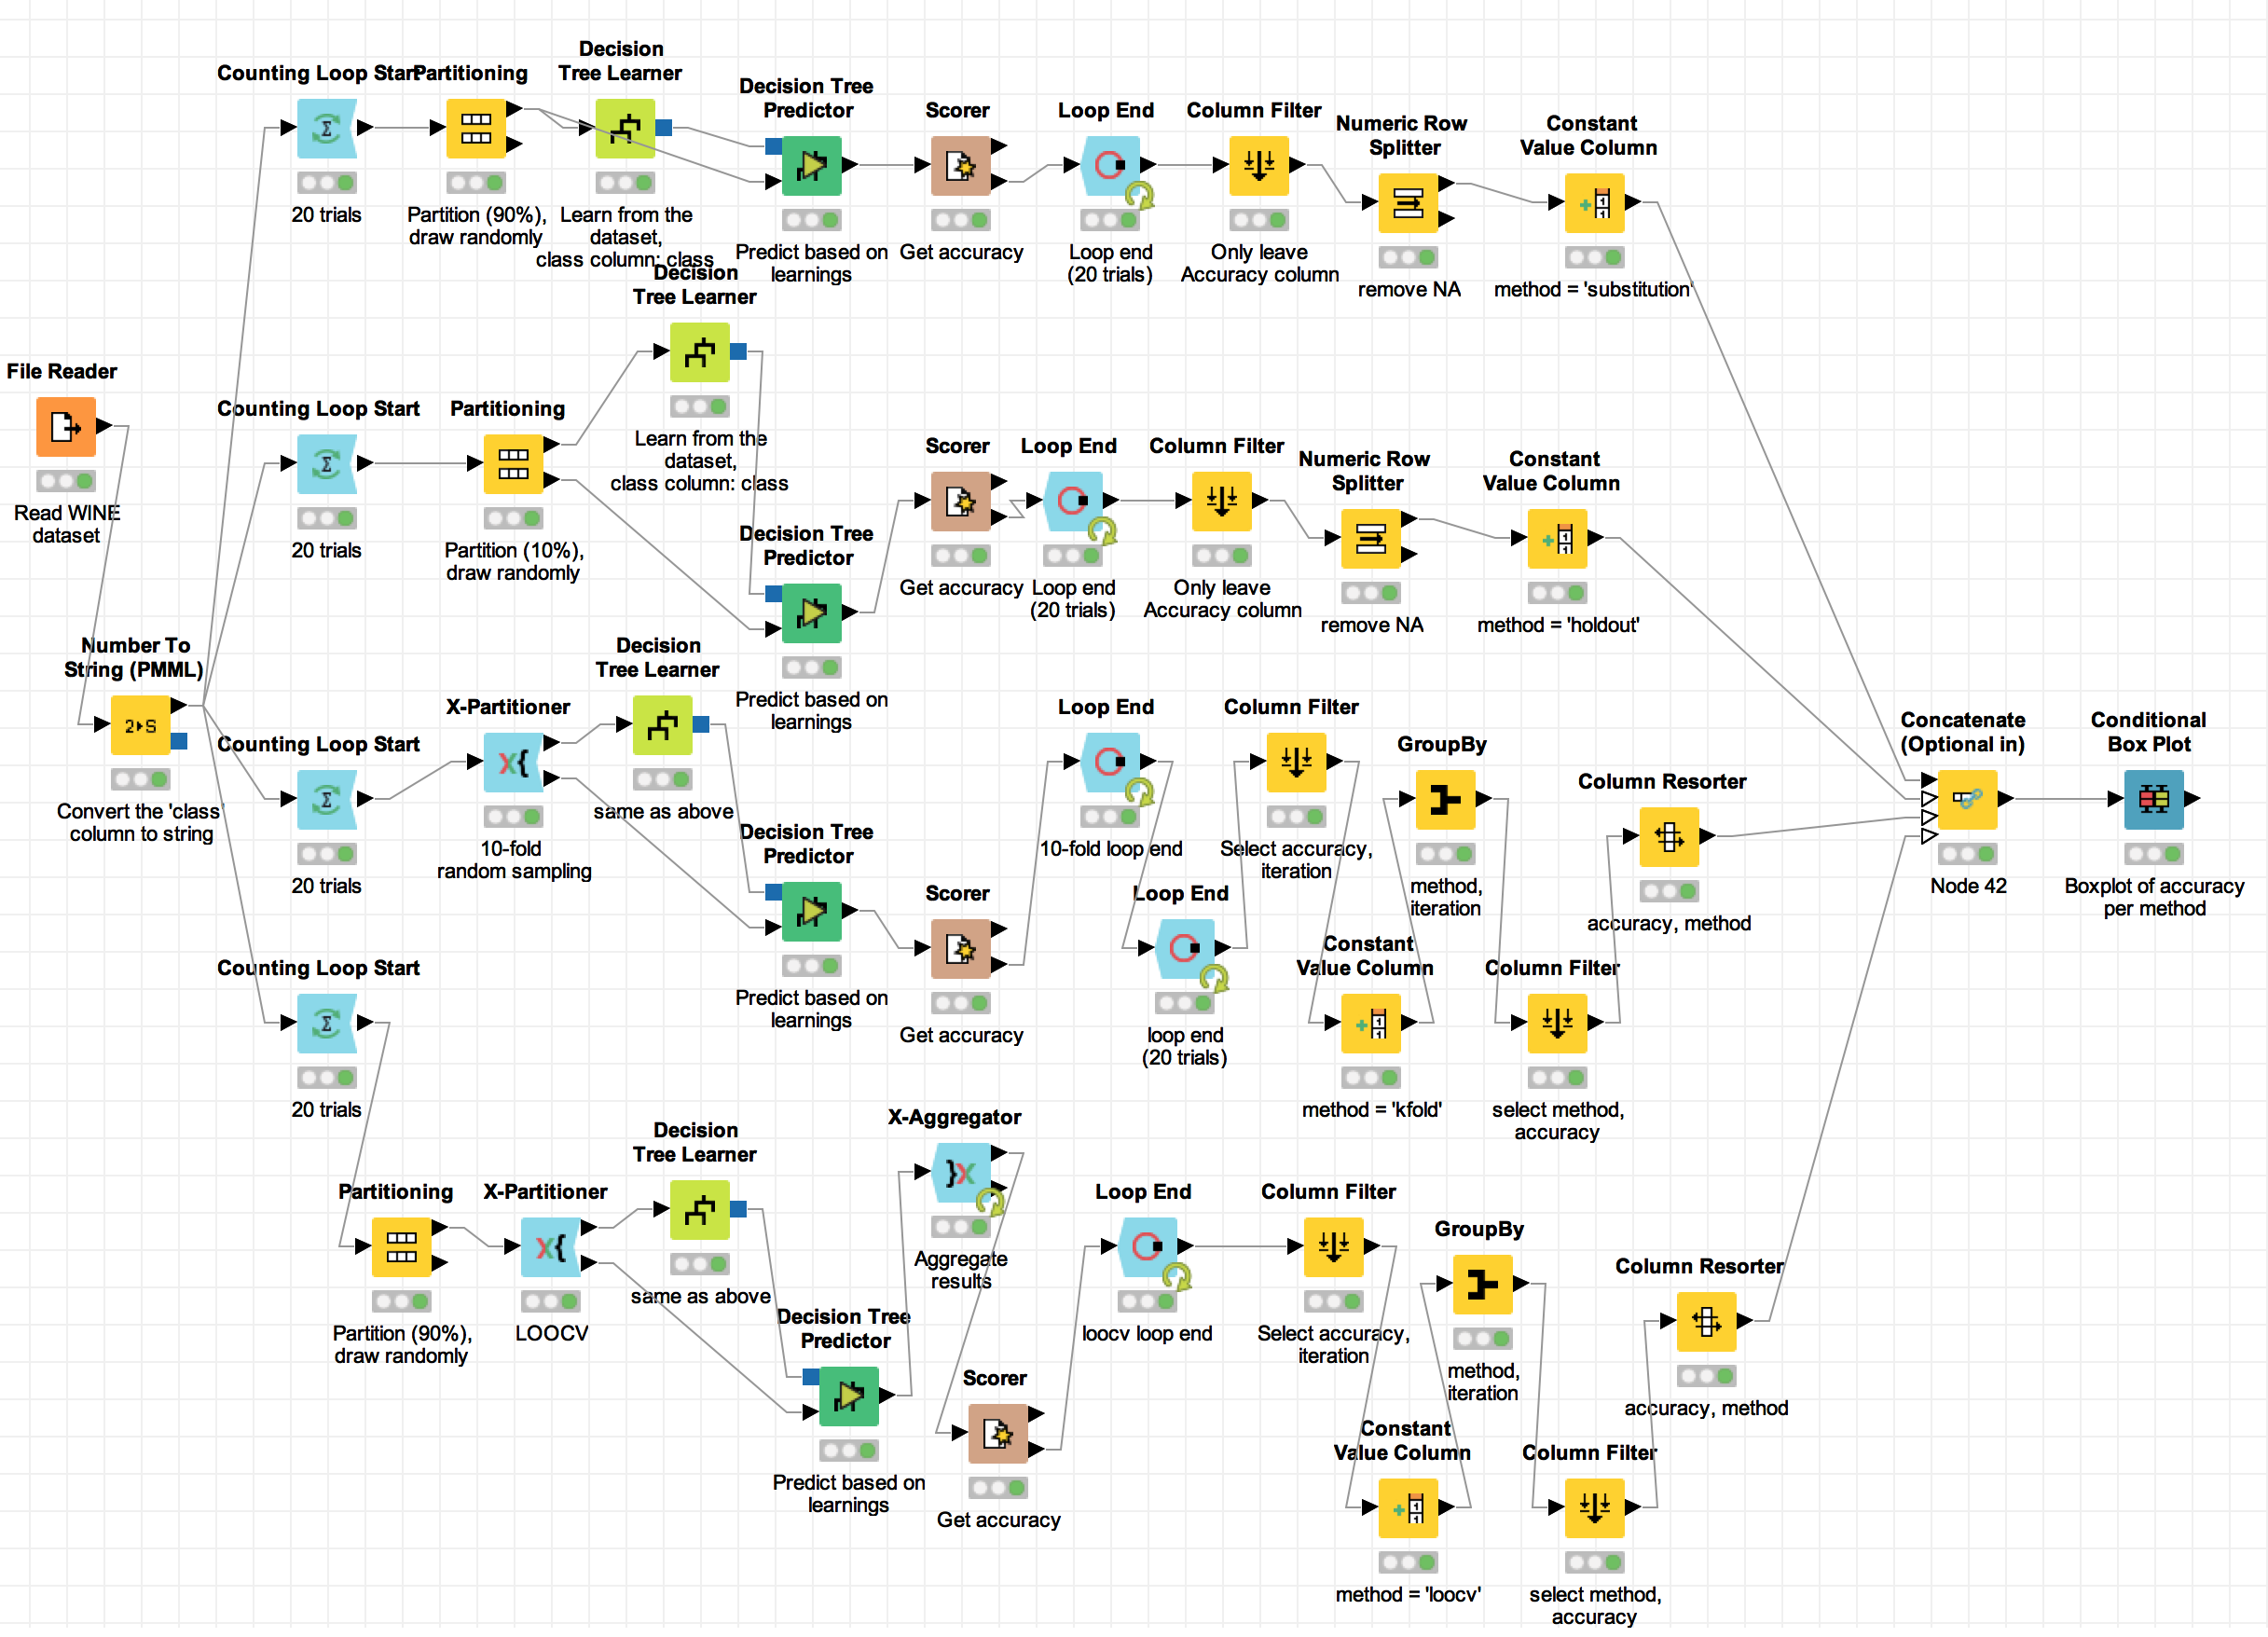 Counting Loop Start
20 trials
Partitioning
Partition (90%),
draw randomly
Decision
Tree Learner
Learn from the
dataset,
class column: class
Decision Tree
Predictor
Predict based on
learnings
Scorer
Get accuracy
Loop End
Loop end
(20 trials)
Column Filter
Only leave
Accuracy column
Numeric Row
Splitter
remove NA
Constant
Value Column
method = 'substitution'
File Reader
Read WINE
dataset
Number To
String (PMML)
2 S
Convert the 'class'
column to string
Counting Loop Start
20 trials
Partitioning
Partition (10%),
draw randomly
Decision
Tree Learner
Learn from the
dataset,
class column: class
Decision Tree
Predictor
Predict based on
learnings
Scorer
Get accuracy
Loop End
Loop end
(20 trials)
Column Filter
Only leave
Accuracy column
Numeric Row
Splitter
remove NA
Constant
Value Column
method = 'holdout'
Counting Loop Start
20 trials
X-Partitioner
10-fold
random sampling
Decision
Tree Learner
same as above
Decision Tree
Predictor
Predict based on
learnings
Scorer
Get accuracy
Loop End
10-fold loop end
Loop End
loop end
(20 trials)
Column Filter
Select accuracy,
iteration
Constant
Value Column
method = 'kfold'
GroupBy
method,
iteration
Column Filter
select method,
accuracy
Column Resorter
accuracy, method
Concatenate
(Optional in)
Node 42
Conditional
Box Plot
Boxplot of accuracy
per method
Counting Loop Start
20 trials
Partitioning
Partition (90%),
draw randomly
X-Partitioner
LOOCV
Decision
Tree Learner
same as above
Decision Tree
Predictor
Predict based on
learnings
X-Aggregator
Aggregate
results
Scorer
Get accuracy
Loop End
loocv loop end
Column Filter
Select accuracy,
iteration
Constant
Value Column
method = 'loocv'
GroupBy
method,
iteration
Column Filter
select method,
accuracy
Column Resorter
accuracy, method